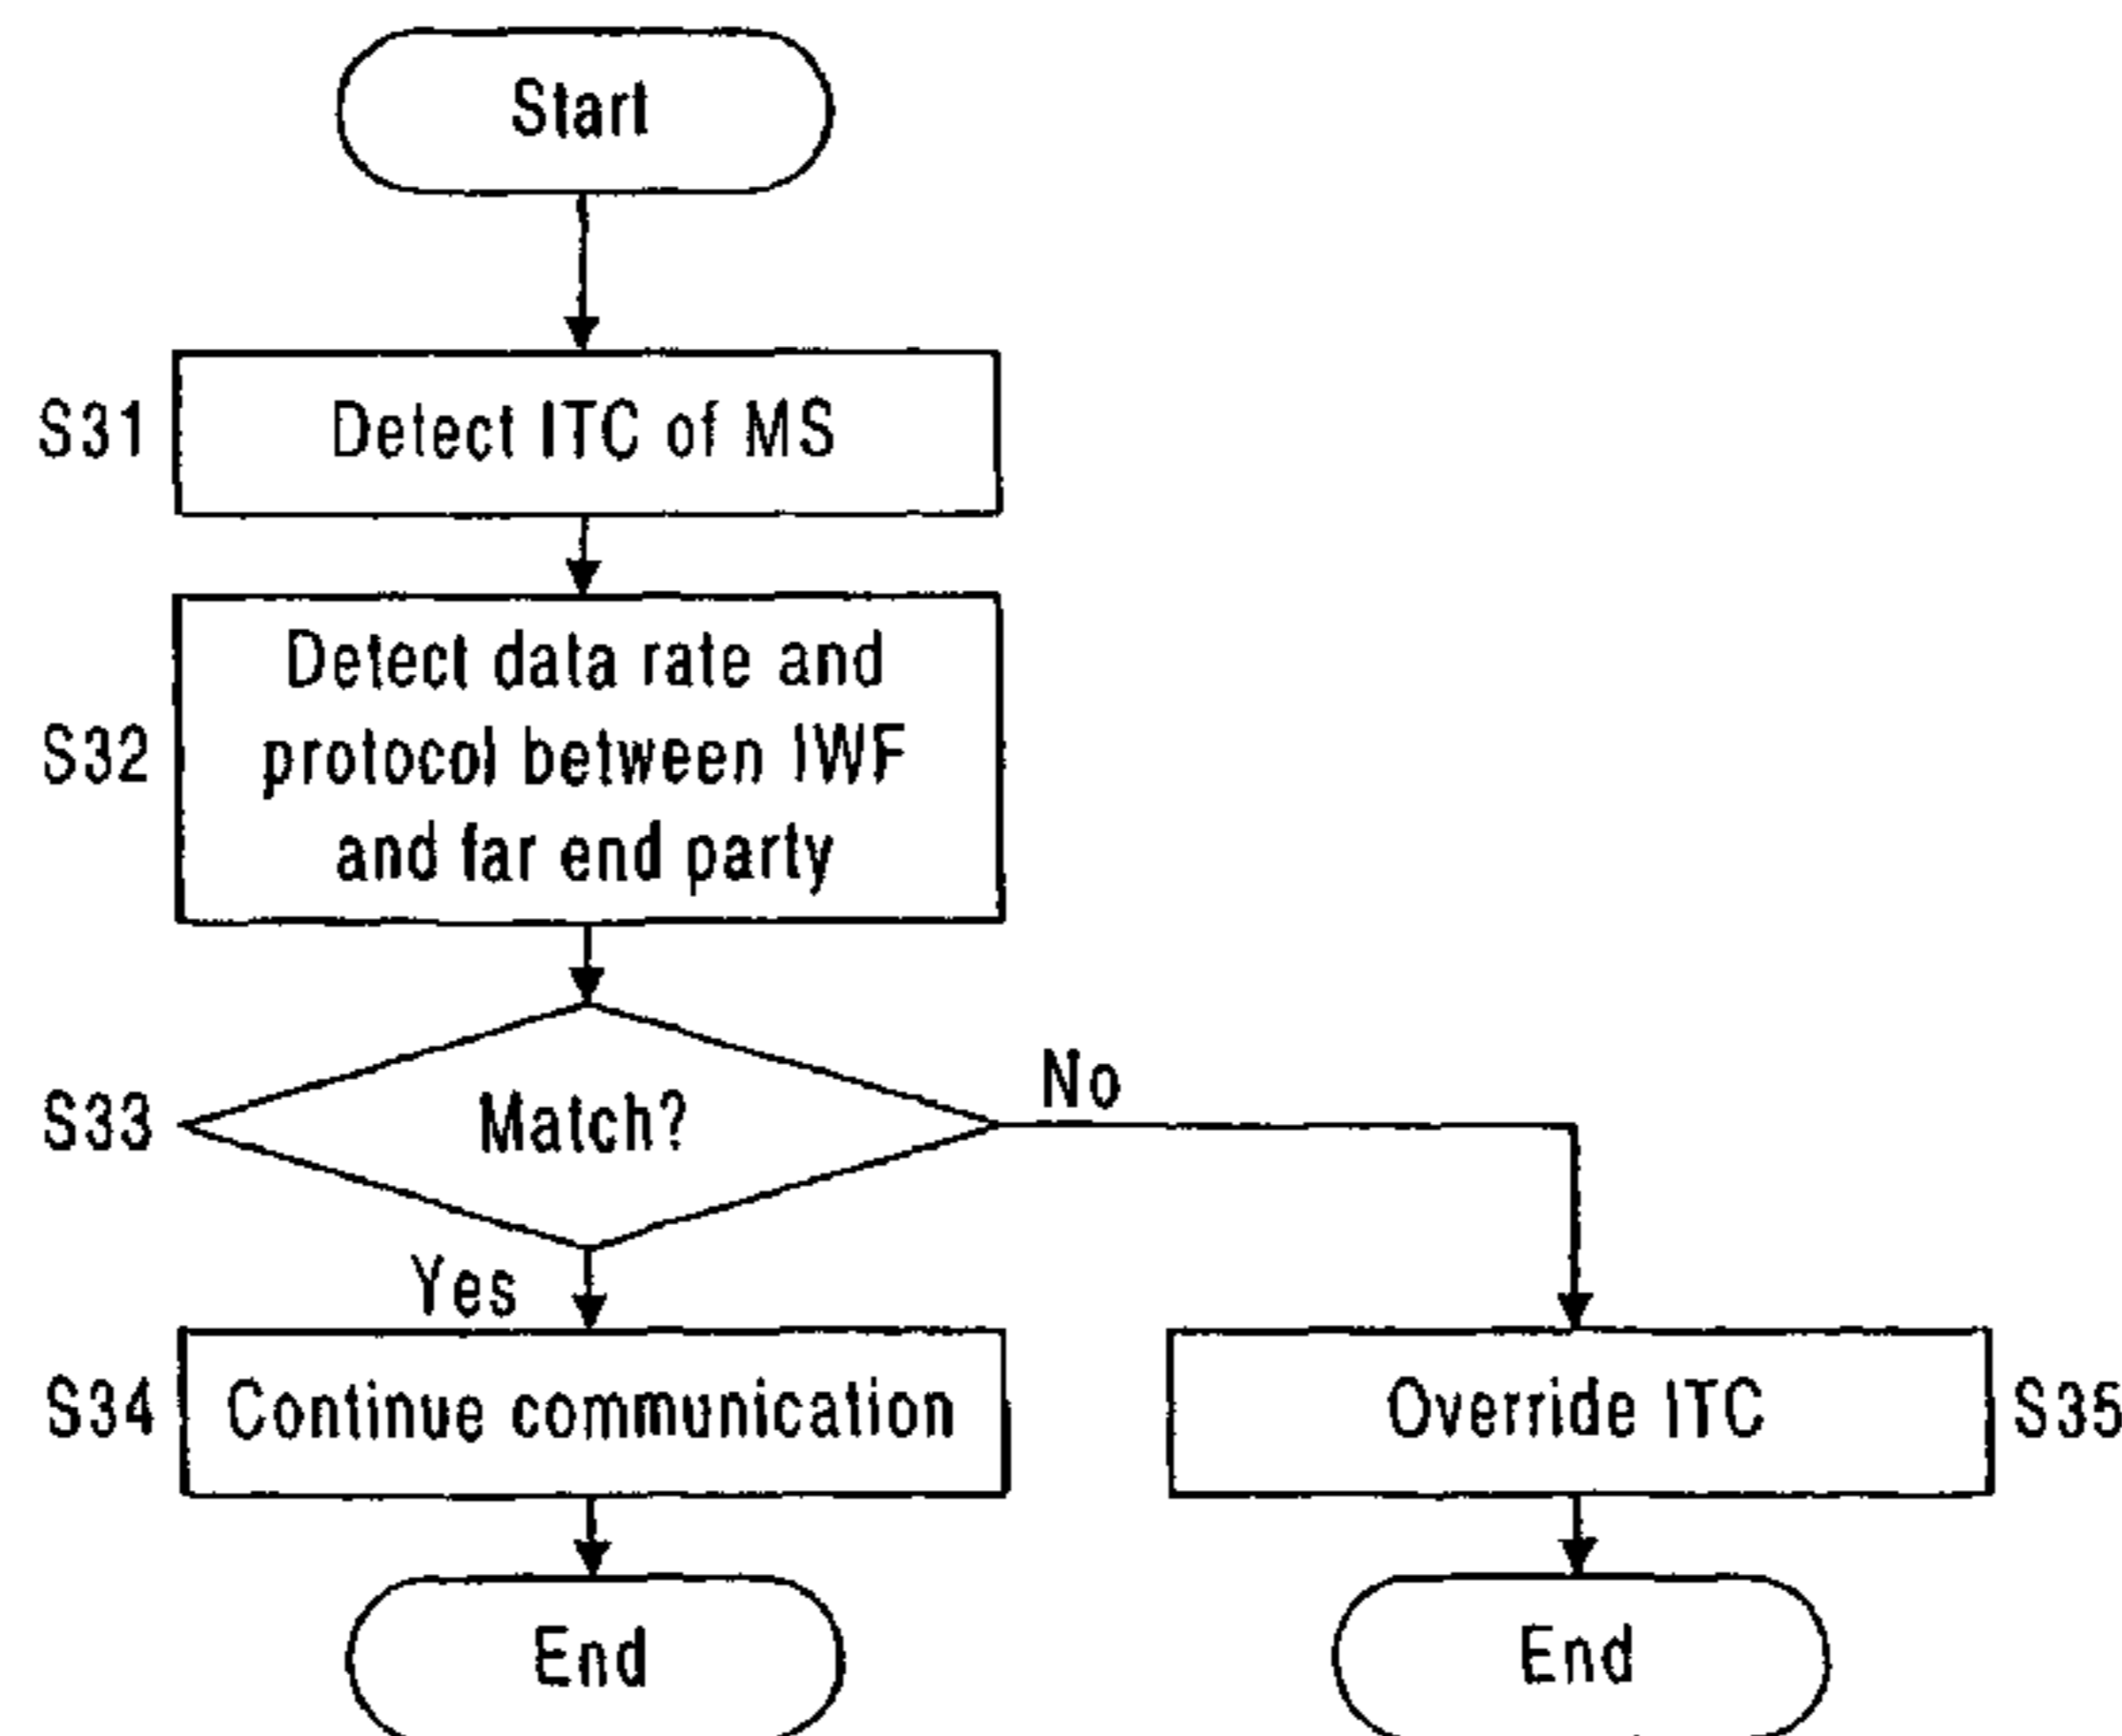 Start
S31
Detect ITC of MS
S32
Detect data rate and
protocol between IWF
and far end party
S33
Match?
No
Yes
S34
Continue communication
Override ITC
S35
End
End